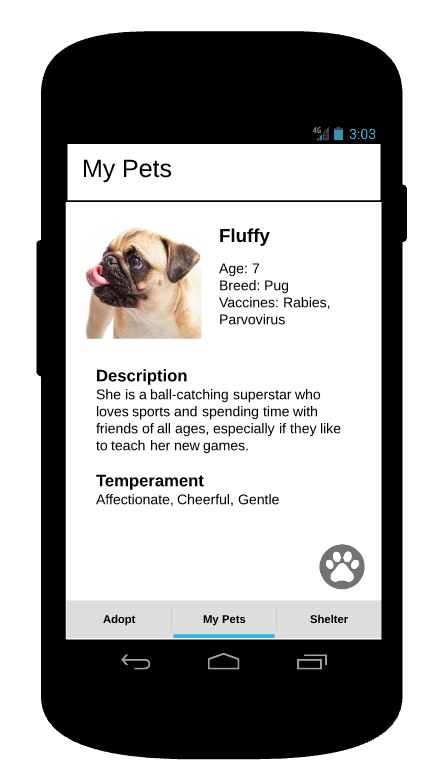 4G 3:03
My Pets
Fluffy
Age: 7
Breed: Pug
Vaccines: Rabies,
Parvovirus
Description
She is a ball-catching superstar who
loves sports and spending time with
friends of all ages, especially if they like
to teach her new games.
Temperament
Affectionate, Cheerful, Gentle
Adopt My Pets Shelter